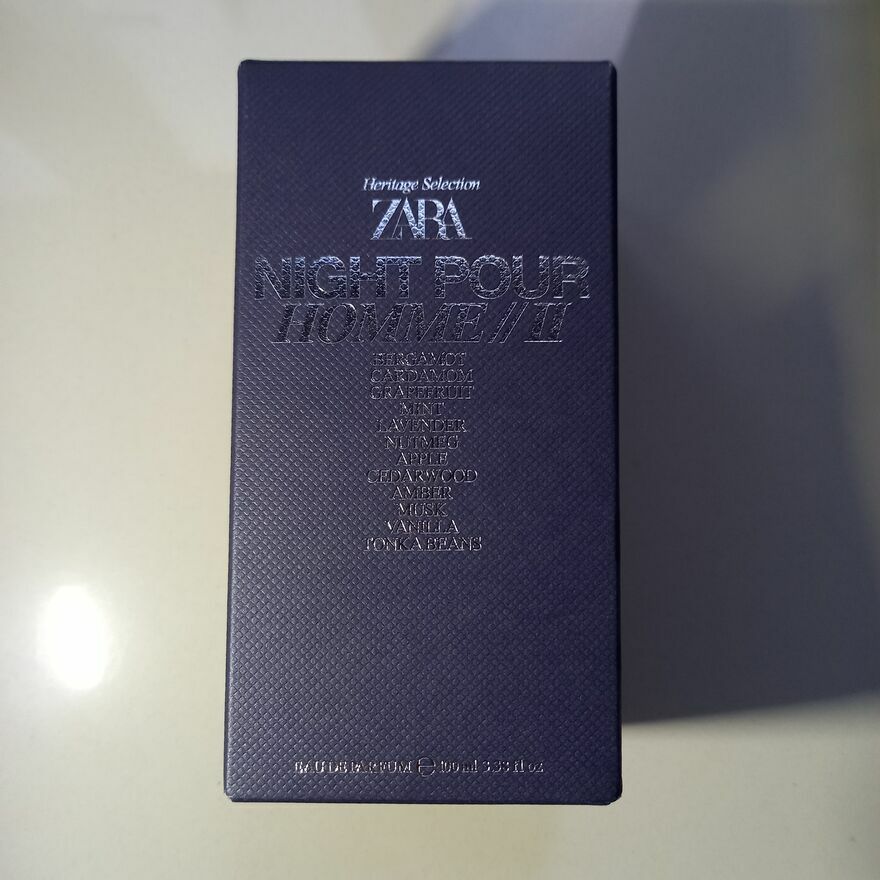 Heritage Selection
ZARA
NIGHT POUR
HOMME // II
BERGAMOT
CARDAMOM
GRAPEFRUIT
MINT
LAVENDER
NUTMEG
APPLE
CEDARWOOD
AMBER
MUSK
VANILLA
TONKA BEANS
EAU DE PARFUM ℮ 100 ml 3.38 fl oz